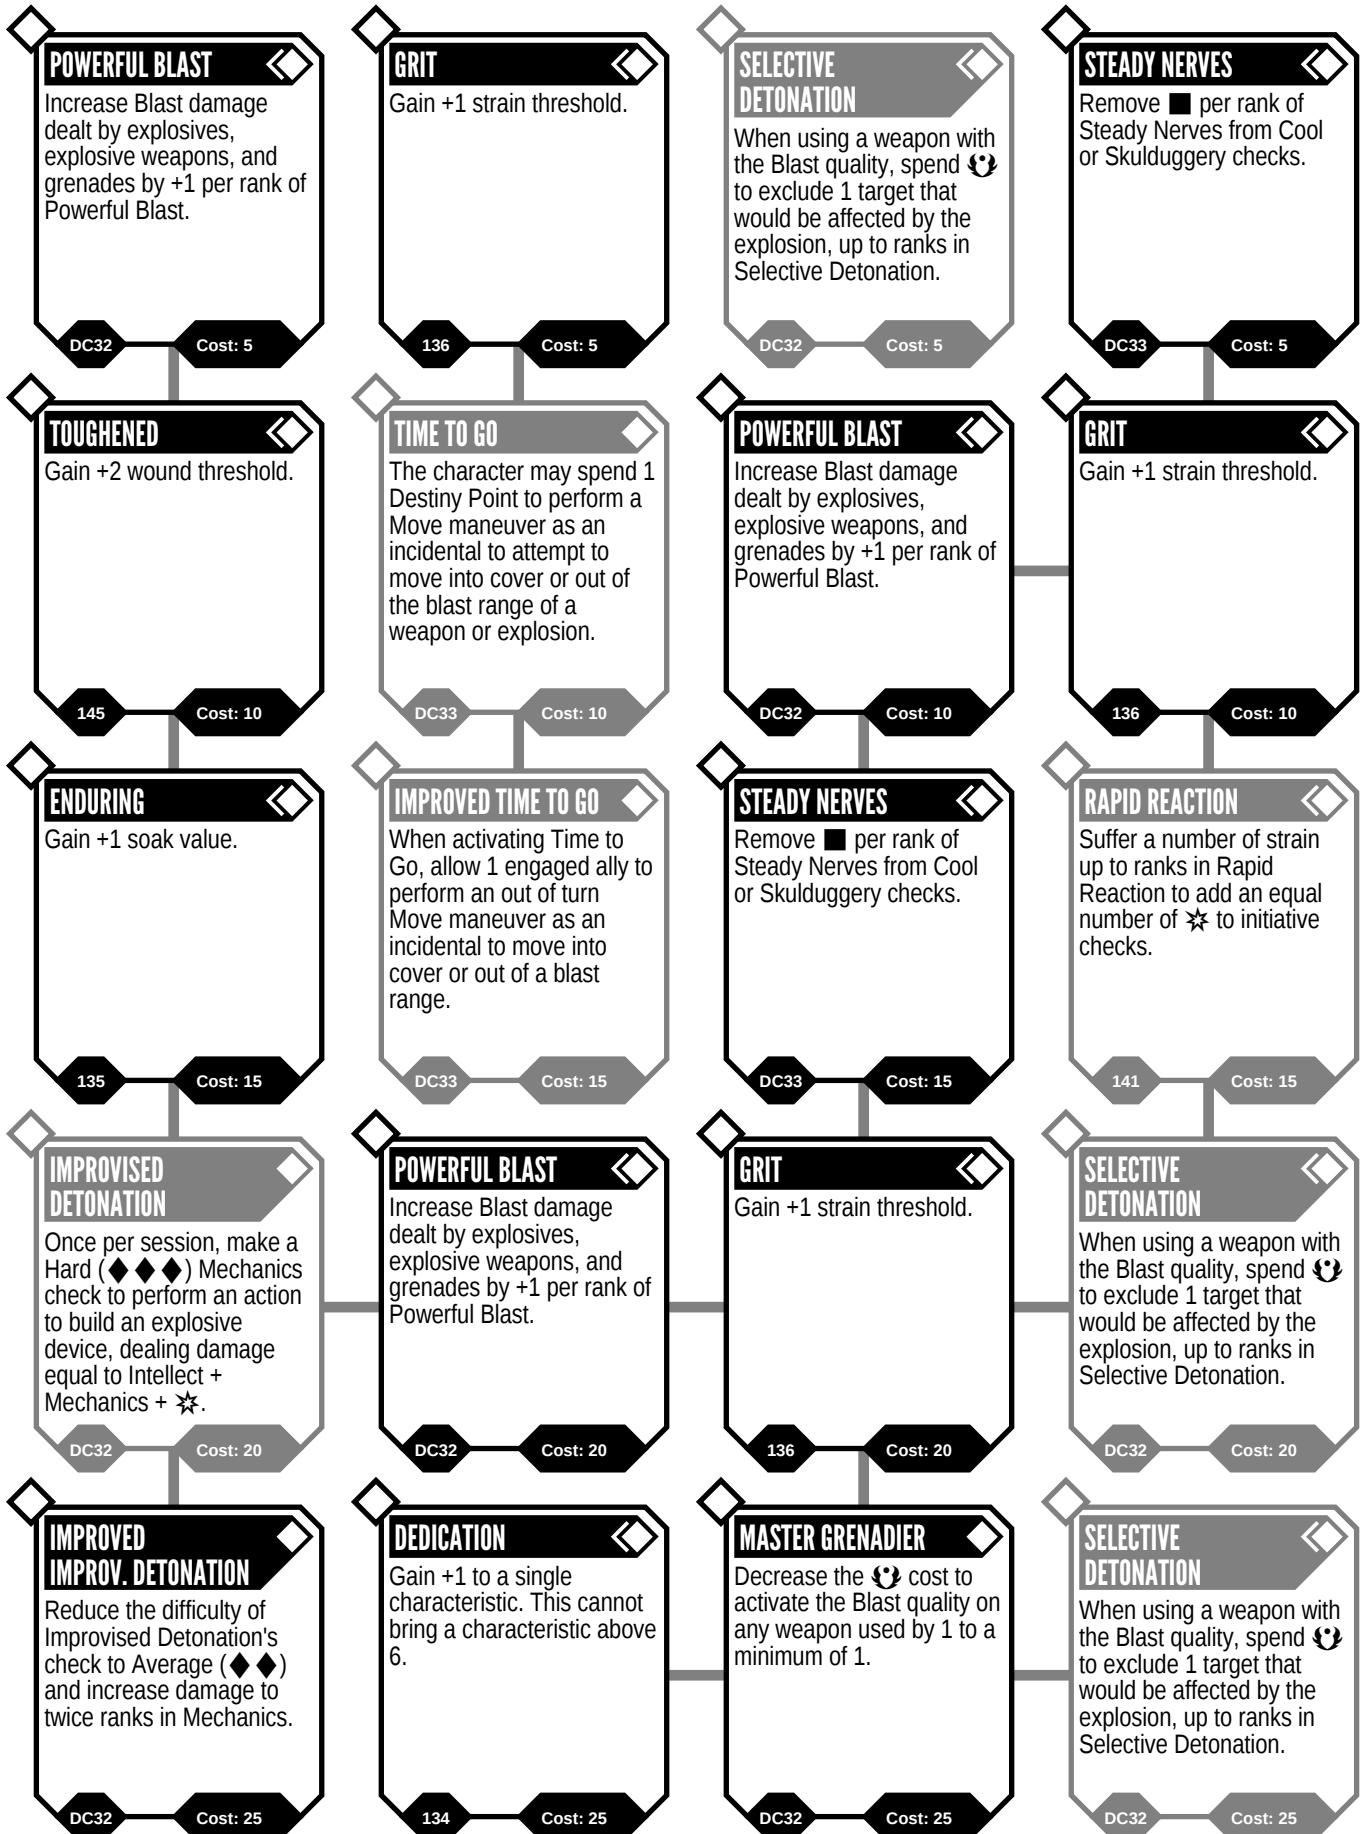 POWERFUL BLAST
Increase Blast damage
dealt by explosives,
explosive weapons, and
grenades by +1 per rank of
Powerful Blast.
DC32
Cost: 5
GRIT
Gain +1 strain threshold.
136
Cost: 5
SELECTIVE
DETONATION
When using a weapon with
the Blast quality, spend
to exclude 1 target that
would be affected by the
explosion, up to ranks in
Selective Detonation.
DC32
Cost: 5
STEADY NERVES
Remove ■ per rank of
Steady Nerves from Cool
or Skulduggery checks.
DC33
Cost: 5
TOUGHENED
Gain +2 wound threshold.
145
Cost: 10
TIME TO GO
The character may spend 1
Destiny Point to perform a
Move maneuver as an
incidental to attempt to
move into cover or out of
the blast range of a
weapon or explosion.
DC33
Cost: 10
POWERFUL BLAST
Increase Blast damage
dealt by explosives,
explosive weapons, and
grenades by +1 per rank of
Powerful Blast.
DC32
Cost: 10
GRIT
Gain +1 strain threshold.
136
Cost: 10
ENDURING
Gain +1 soak value.
135
Cost: 15
IMPROVED TIME TO GO
When activating Time to
Go, allow 1 engaged ally to
perform an out of turn
Move maneuver as an
incidental to move into
cover or out of a blast
range.
DC33
Cost: 15
STEADY NERVES
Remove ■ per rank of
Steady Nerves from Cool
or Skulduggery checks.
DC33
Cost: 15
RAPID REACTION
Suffer a number of strain
up to ranks in Rapid
Reaction to add an equal
number of to initiative
checks.
141
Cost: 15
IMPROVISED
DETONATION
Once per session, make a
Hard (◆ ◆ ◆) Mechanics
check to perform an action
to build an explosive
device, dealing damage
equal to Intellect +
Mechanics + .
DC32
Cost: 20
POWERFUL BLAST
Increase Blast damage
dealt by explosives,
explosive weapons, and
grenades by +1 per rank of
Powerful Blast.
DC32
Cost: 20
GRIT
Gain +1 strain threshold.
136
Cost: 20
SELECTIVE
DETONATION
When using a weapon with
the Blast quality, spend
to exclude 1 target that
would be affected by the
explosion, up to ranks in
Selective Detonation.
DC32
Cost: 20
IMPROVED
IMPROV. DETONATION
Reduce the difficulty of
Improvised Detonation's
check to Average (◆ ◆)
and increase damage to
twice ranks in Mechanics.
DC32
Cost: 25
DEDICATION
Gain +1 to a single
characteristic. This cannot
bring a characteristic above
6.
134
Cost: 25
MASTER GRENADIER
Decrease the cost to
activate the Blast quality on
any weapon used by 1 to a
minimum of 1.
DC32
Cost: 25
SELECTIVE
DETONATION
When using a weapon with
the Blast quality, spend
to exclude 1 target that
would be affected by the
explosion, up to ranks in
Selective Detonation.
DC32
Cost: 25